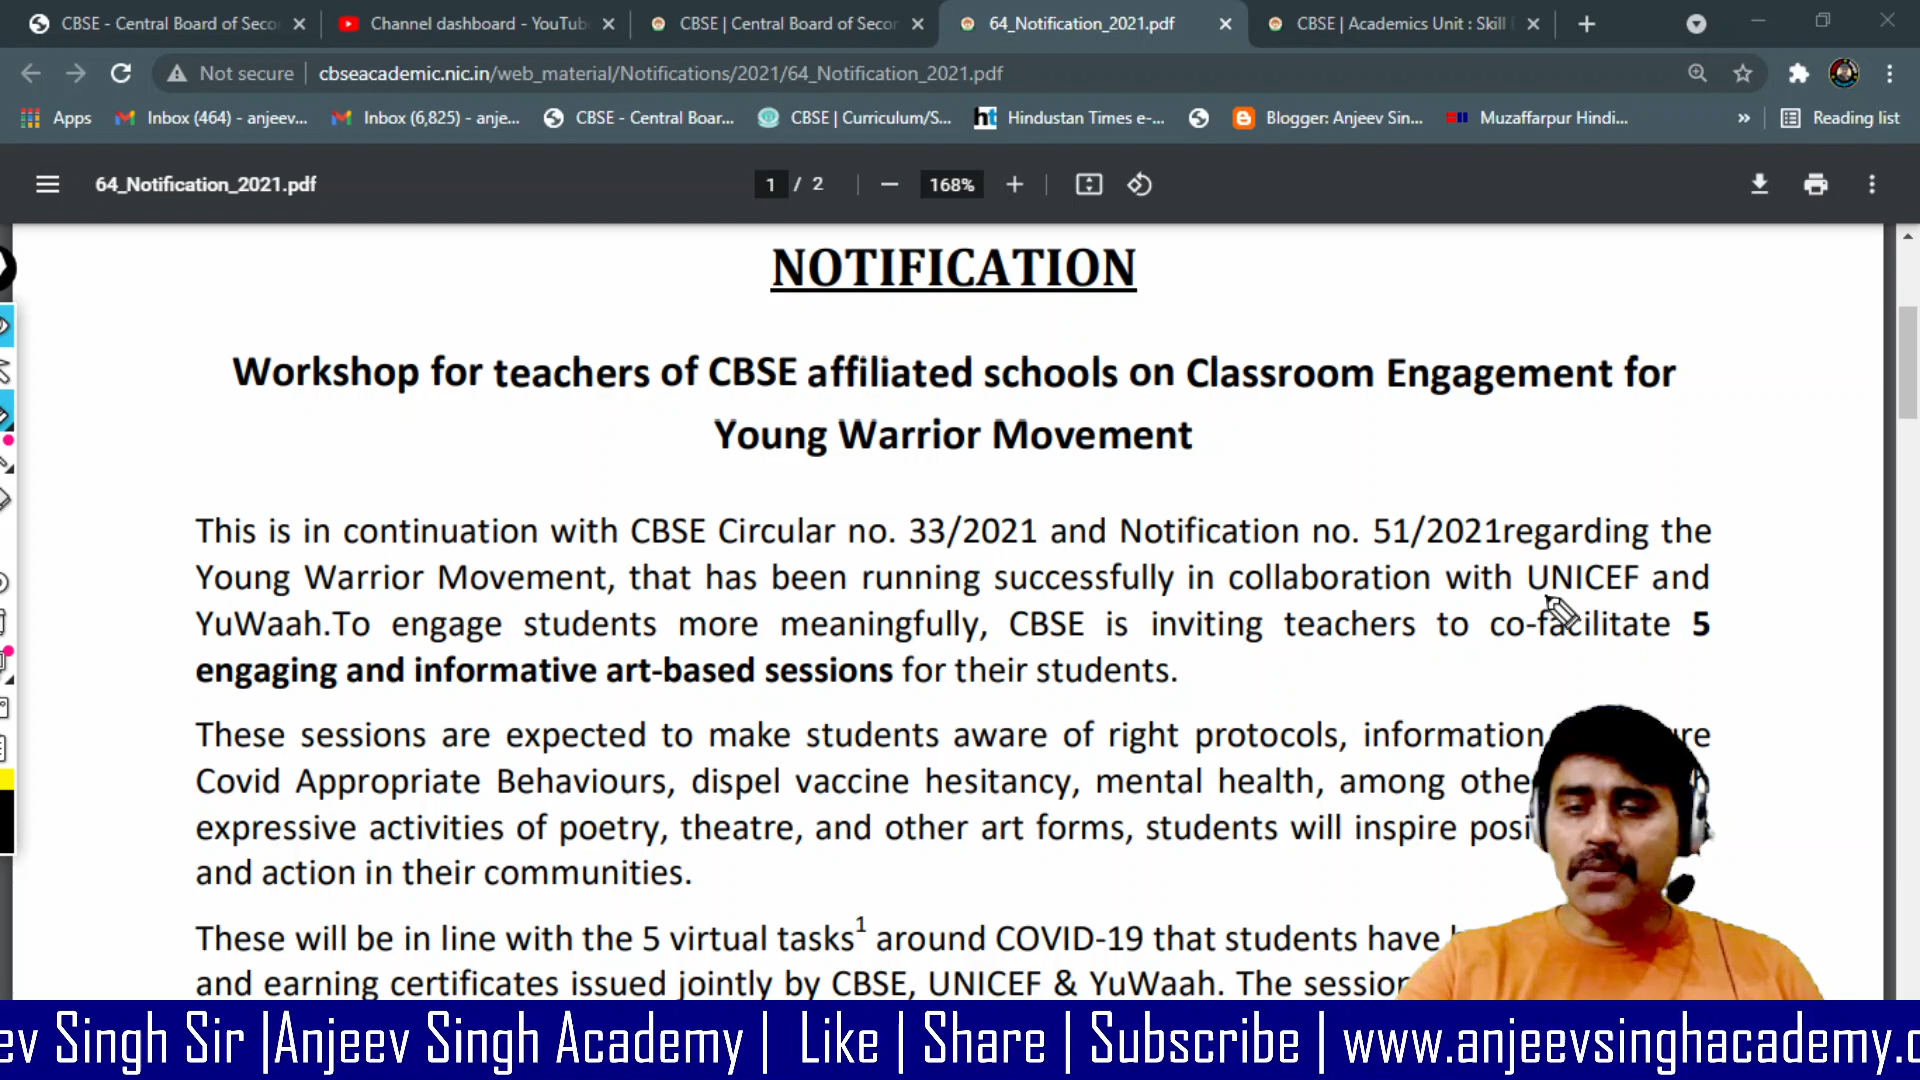 CBSE - Central Board of Seco
Channel dashboard - YouTub
CBSE | Central Board of Secor
64_Notification_2021.pdf
CBSE | Academics Unit : Skill
Not secure
cbseacademic.nic.in/web_material/Notifications/2021/64_Notification_2021.pdf
Apps
Inbox (464) - anjeev...
Inbox (6,825) - anje...
CBSE - Central Boar...
CBSE | Curriculum/S...
ht Hindustan Times e-...
Blogger: Anjeev Sin...
Muzaffarpur Hindi...
»
Reading list
64_Notification_2021.pdf
1 / 2
168%
NOTIFICATION
Workshop for teachers of CBSE affiliated schools on Classroom Engagement for
Young Warrior Movement
This is in continuation with CBSE Circular no. 33/2021 and Notification no. 51/2021regarding the
Young Warrior Movement, that has been running successfully in collaboration with UNICEF and
YuWaah.To engage students more meaningfully, CBSE is inviting teachers to co-facilitate 5
engaging and informative art-based sessions for their students.
These sessions are expected to make students aware of right protocols, information
Covid Appropriate Behaviours, dispel vaccine hesitancy, mental health, among othe
expressive activities of poetry, theatre, and other art forms, students will inspire posi
and action in their communities.
These will be in line with the 5 virtual tasks1 around COVID-19 that students have
and earning certificates issued jointly by CBSE, UNICEF & YuWaah. The session
ev Singh Sir |Anjeev Singh Academy | Like | Share | Subscribe | www.anjeevsinghacademy.c